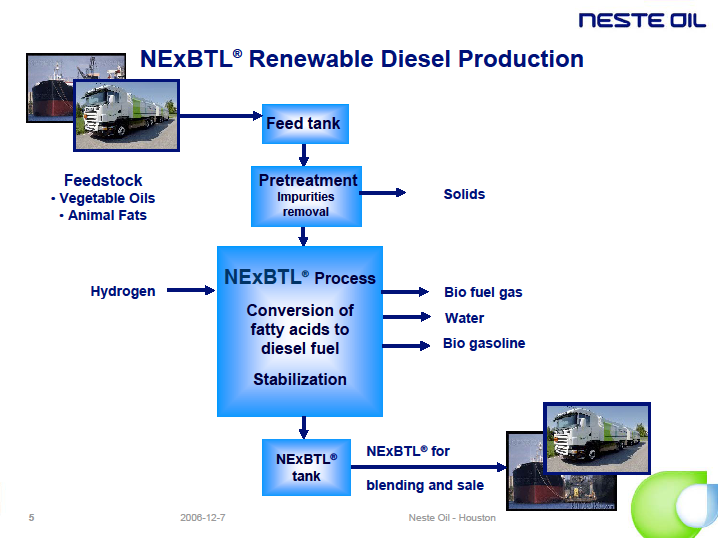 NESTE OIL
NExBTL® Renewable Diesel Production
Feed tank
Feedstock
• Vegetable Oils
• Animal Fats
Pretreatment
Impurities
removal
Solids
Hydrogen
NExBTL® Process
Conversion of
fatty acids to
diesel fuel
Stabilization
Bio fuel gas
Water
Bio gasoline
NExBTL®
tank
NExBTL® for
blending and sale
5
2006-12-7
Neste Oil - Houston